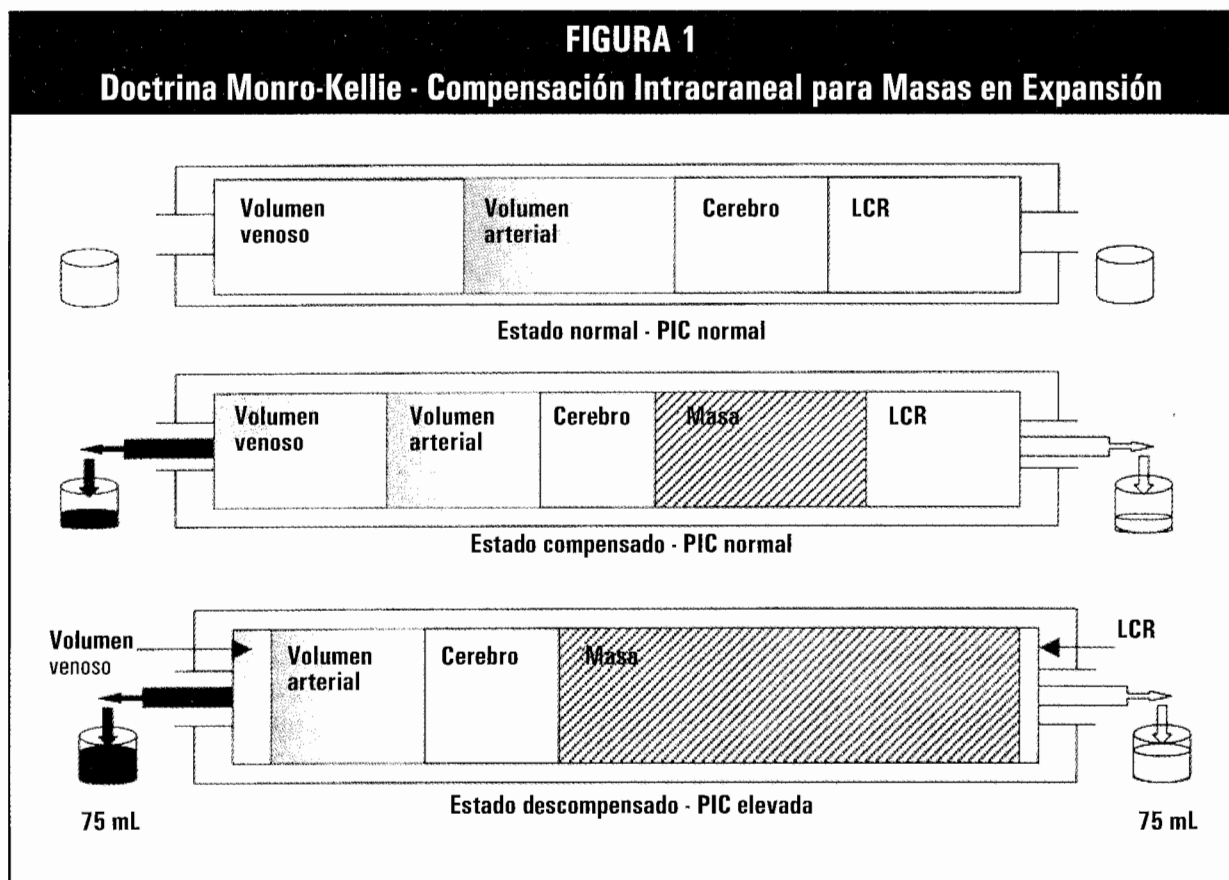 FIGURA 1
Doctrina Monro-Kellie - Compensación Intracraneal para Masas en Expansión
Volumen venoso
Volumen arterial
Cerebro
LCR
Estado normal - PIC normal
Volumen venoso
Volumen arterial
Cerebro
Masa
LCR
Estado compensado - PIC normal
Volumen venoso
Volumen arterial
Cerebro
Masa
LCR
Estado descompensado - PIC elevada
75 mL
75 mL